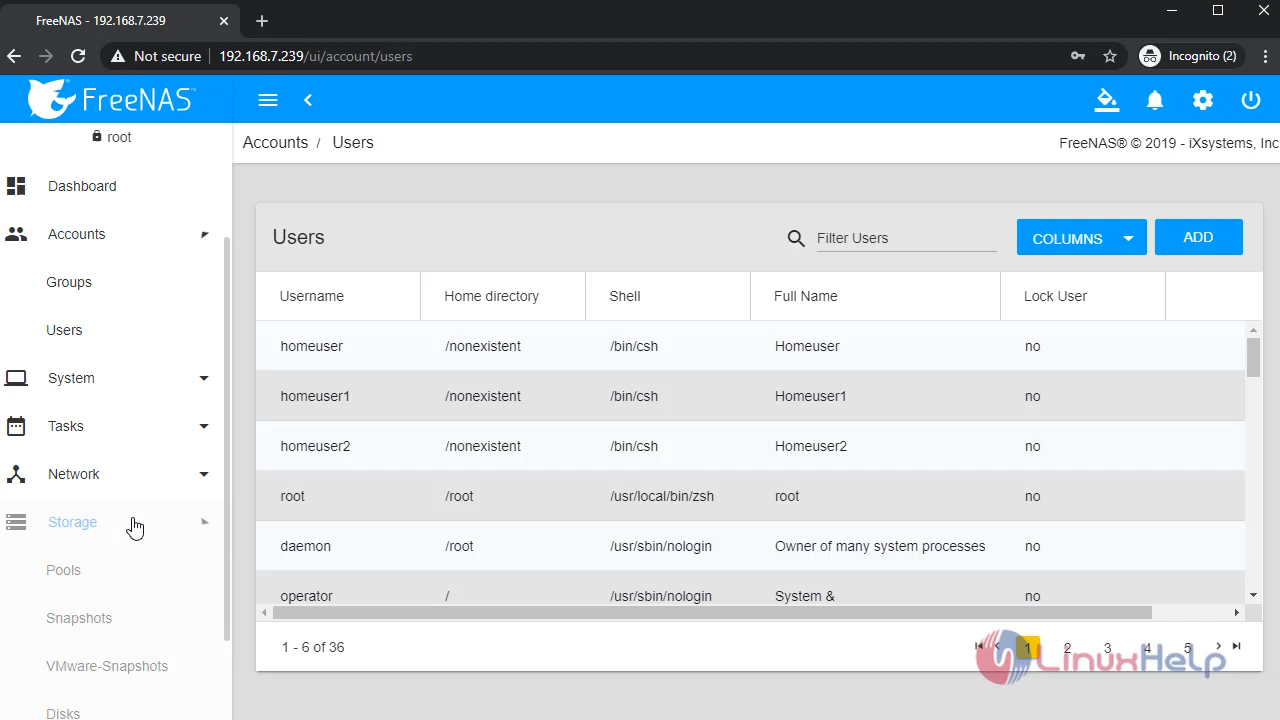 FreeNAS - 192.168.7.239
Not secure 192.168.7.239/ui/account/users Incognito (2)
FreeNAS™
root
Accounts / Users FreeNAS® © 2019 - iXsystems, Inc
Dashboard
Accounts
Groups
Users
System
Tasks
Network
Storage
Pools
Snapshots
VMware-Snapshots
Disks
Users Filter Users COLUMNS ADD
Username Home directory Shell Full Name Lock User
homeuser /nonexistent /bin/csh Homeuser no
homeuser1 /nonexistent /bin/csh Homeuser1 no
homeuser2 /nonexistent /bin/csh Homeuser2 no
root /root /usr/local/bin/zsh root no
daemon /root /usr/sbin/nologin Owner of many system processes no
operator / /usr/sbin/nologin System & no
1 - 6 of 36 1 2 3 4 5
LinuxHelp